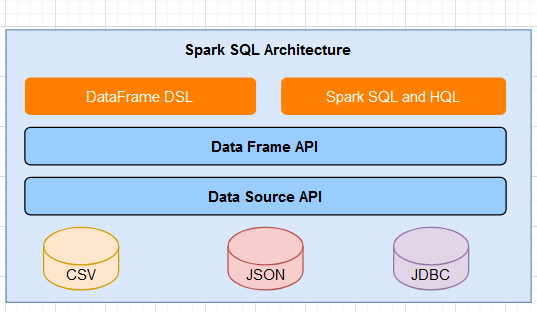 Spark SQL Architecture
DataFrame DSL
Spark SQL and HQL
Data Frame API
Data Source API
CSV
JSON
JDBC